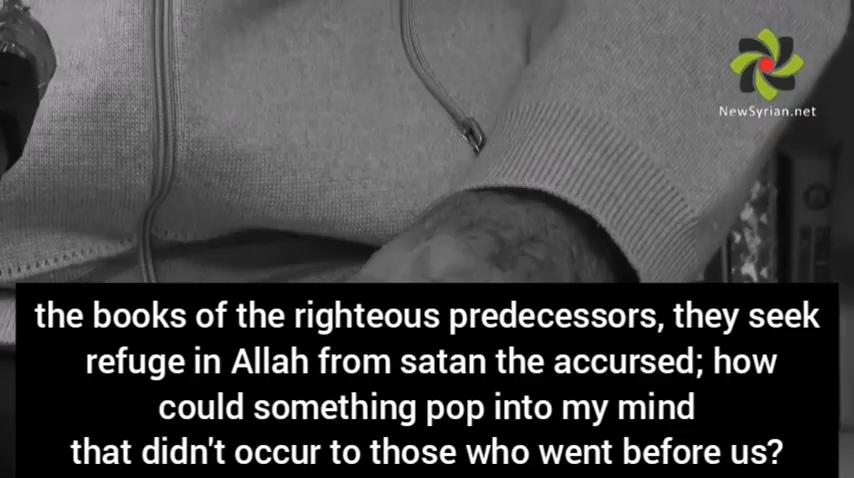 NewSyrian.net
the books of the righteous predecessors, they seek
refuge in Allah from satan the accursed; how
could something pop into my mind
that didn't occur to those who went before us?